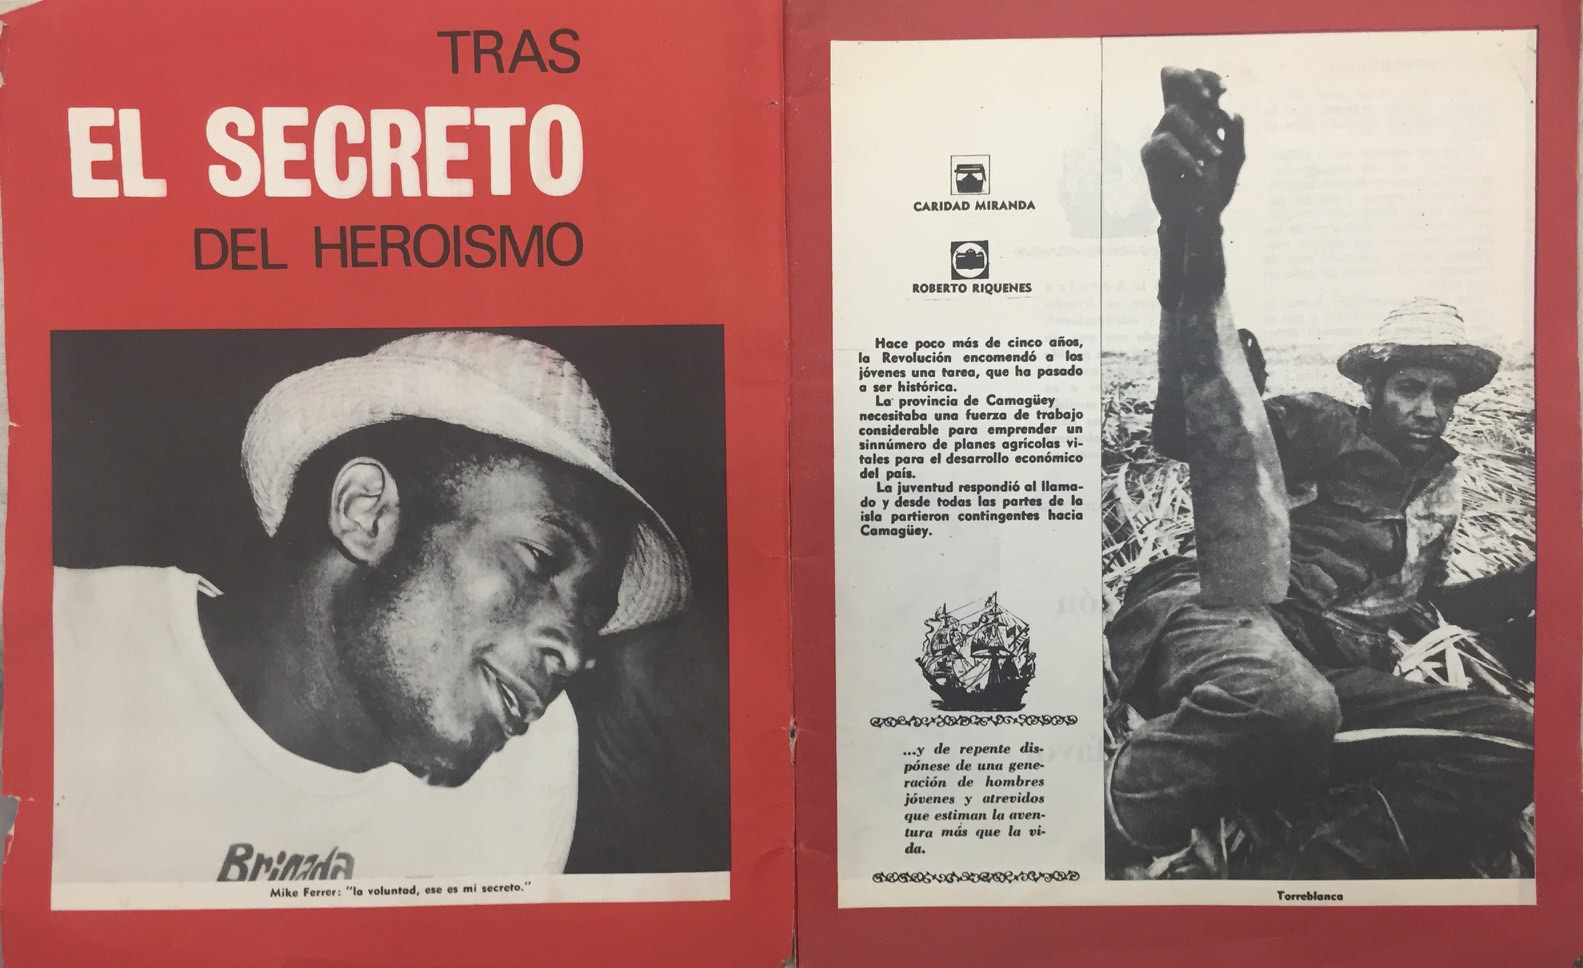 TRAS
EL SECRETO
DEL HEROISMO
Brigada
Mike Ferrer: "la voluntad, ese es mi secreto."
CARIDAD MIRANDA
ROBERTO RIQUENES
Hace poco más de cinco años,
la Revolución encomendó a los
jóvenes una tarea, que ha pasado
a ser histórica.
La provincia de Camagüey
necesitaba una fuerza de trabajo
considerable para emprender un
sinnúmero de planes agrícolas vi-
tales para el desarrollo económico
del país.
La juventud respondió al llama-
do y desde todas las partes de la
isla partieron contingentes hacia
Camagüey.
...y de repente dis-
pónese de una gene-
ración de hombres
jóvenes y atrevidos
que estiman la aven-
tura más que la vi-
da.
Torreblanca